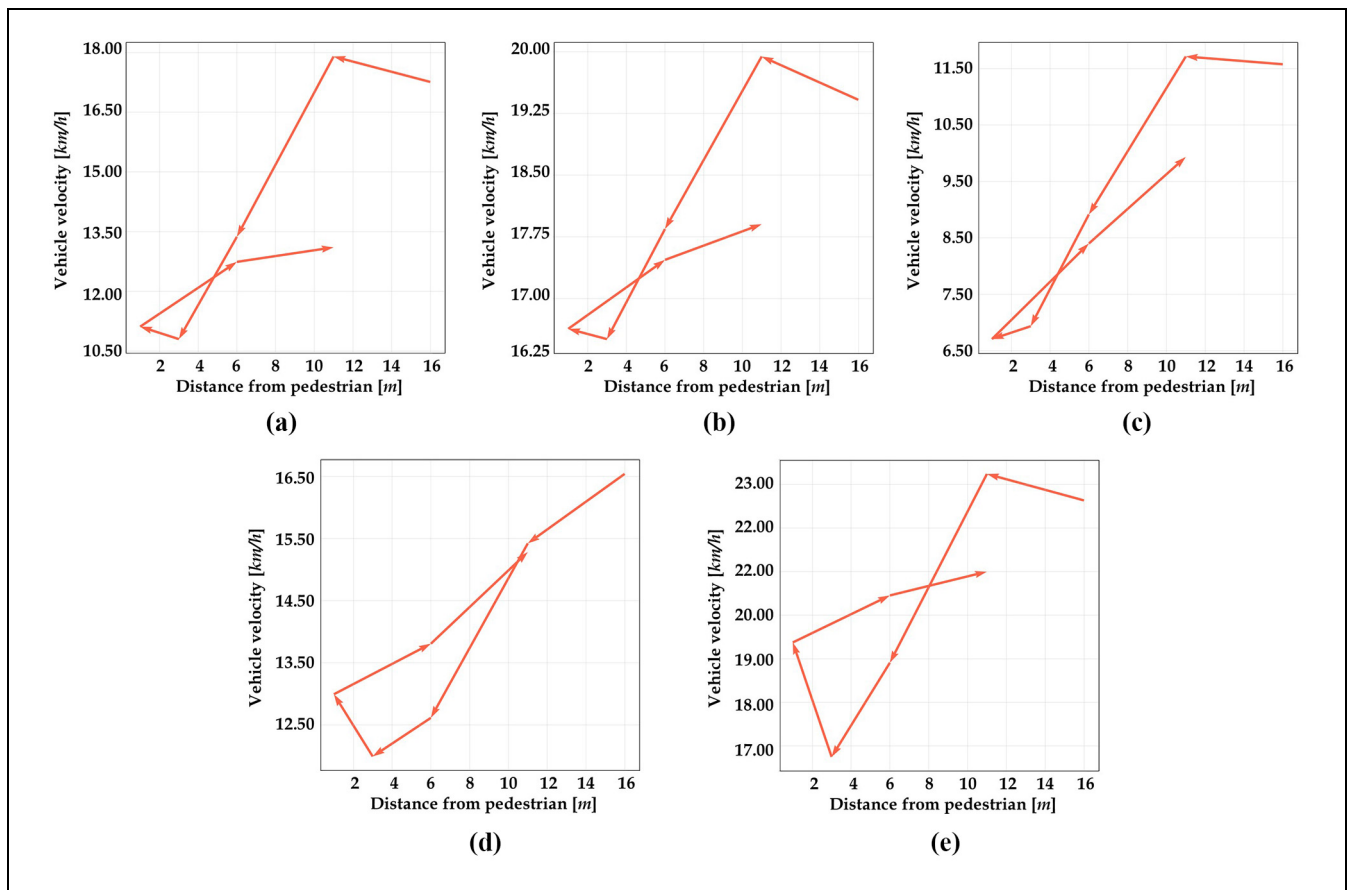 Vehicle velocity [km/h]
18.00
16.50
15.00
13.50
12.00
10.50
2 4 6 8 10 12 14 16
Distance from pedestrian [m]
(a)
Vehicle velocity [km/h]
20.00
19.25
18.50
17.75
17.00
16.25
2 4 6 8 10 12 14 16
Distance from pedestrian [m]
(b)
Vehicle velocity [km/h]
11.50
10.50
9.50
8.50
7.50
6.50
2 4 6 8 10 12 14 16
Distance from pedestrian [m]
(c)
Vehicle velocity [km/h]
16.50
15.50
14.50
13.50
12.50
2 4 6 8 10 12 14 16
Distance from pedestrian [m]
(d)
Vehicle velocity [km/h]
23.00
22.00
22.00
20.00
19.00
18.00
17.00
2 4 6 8 10 12 14 16
Distance from pedestrian [m]
(e)